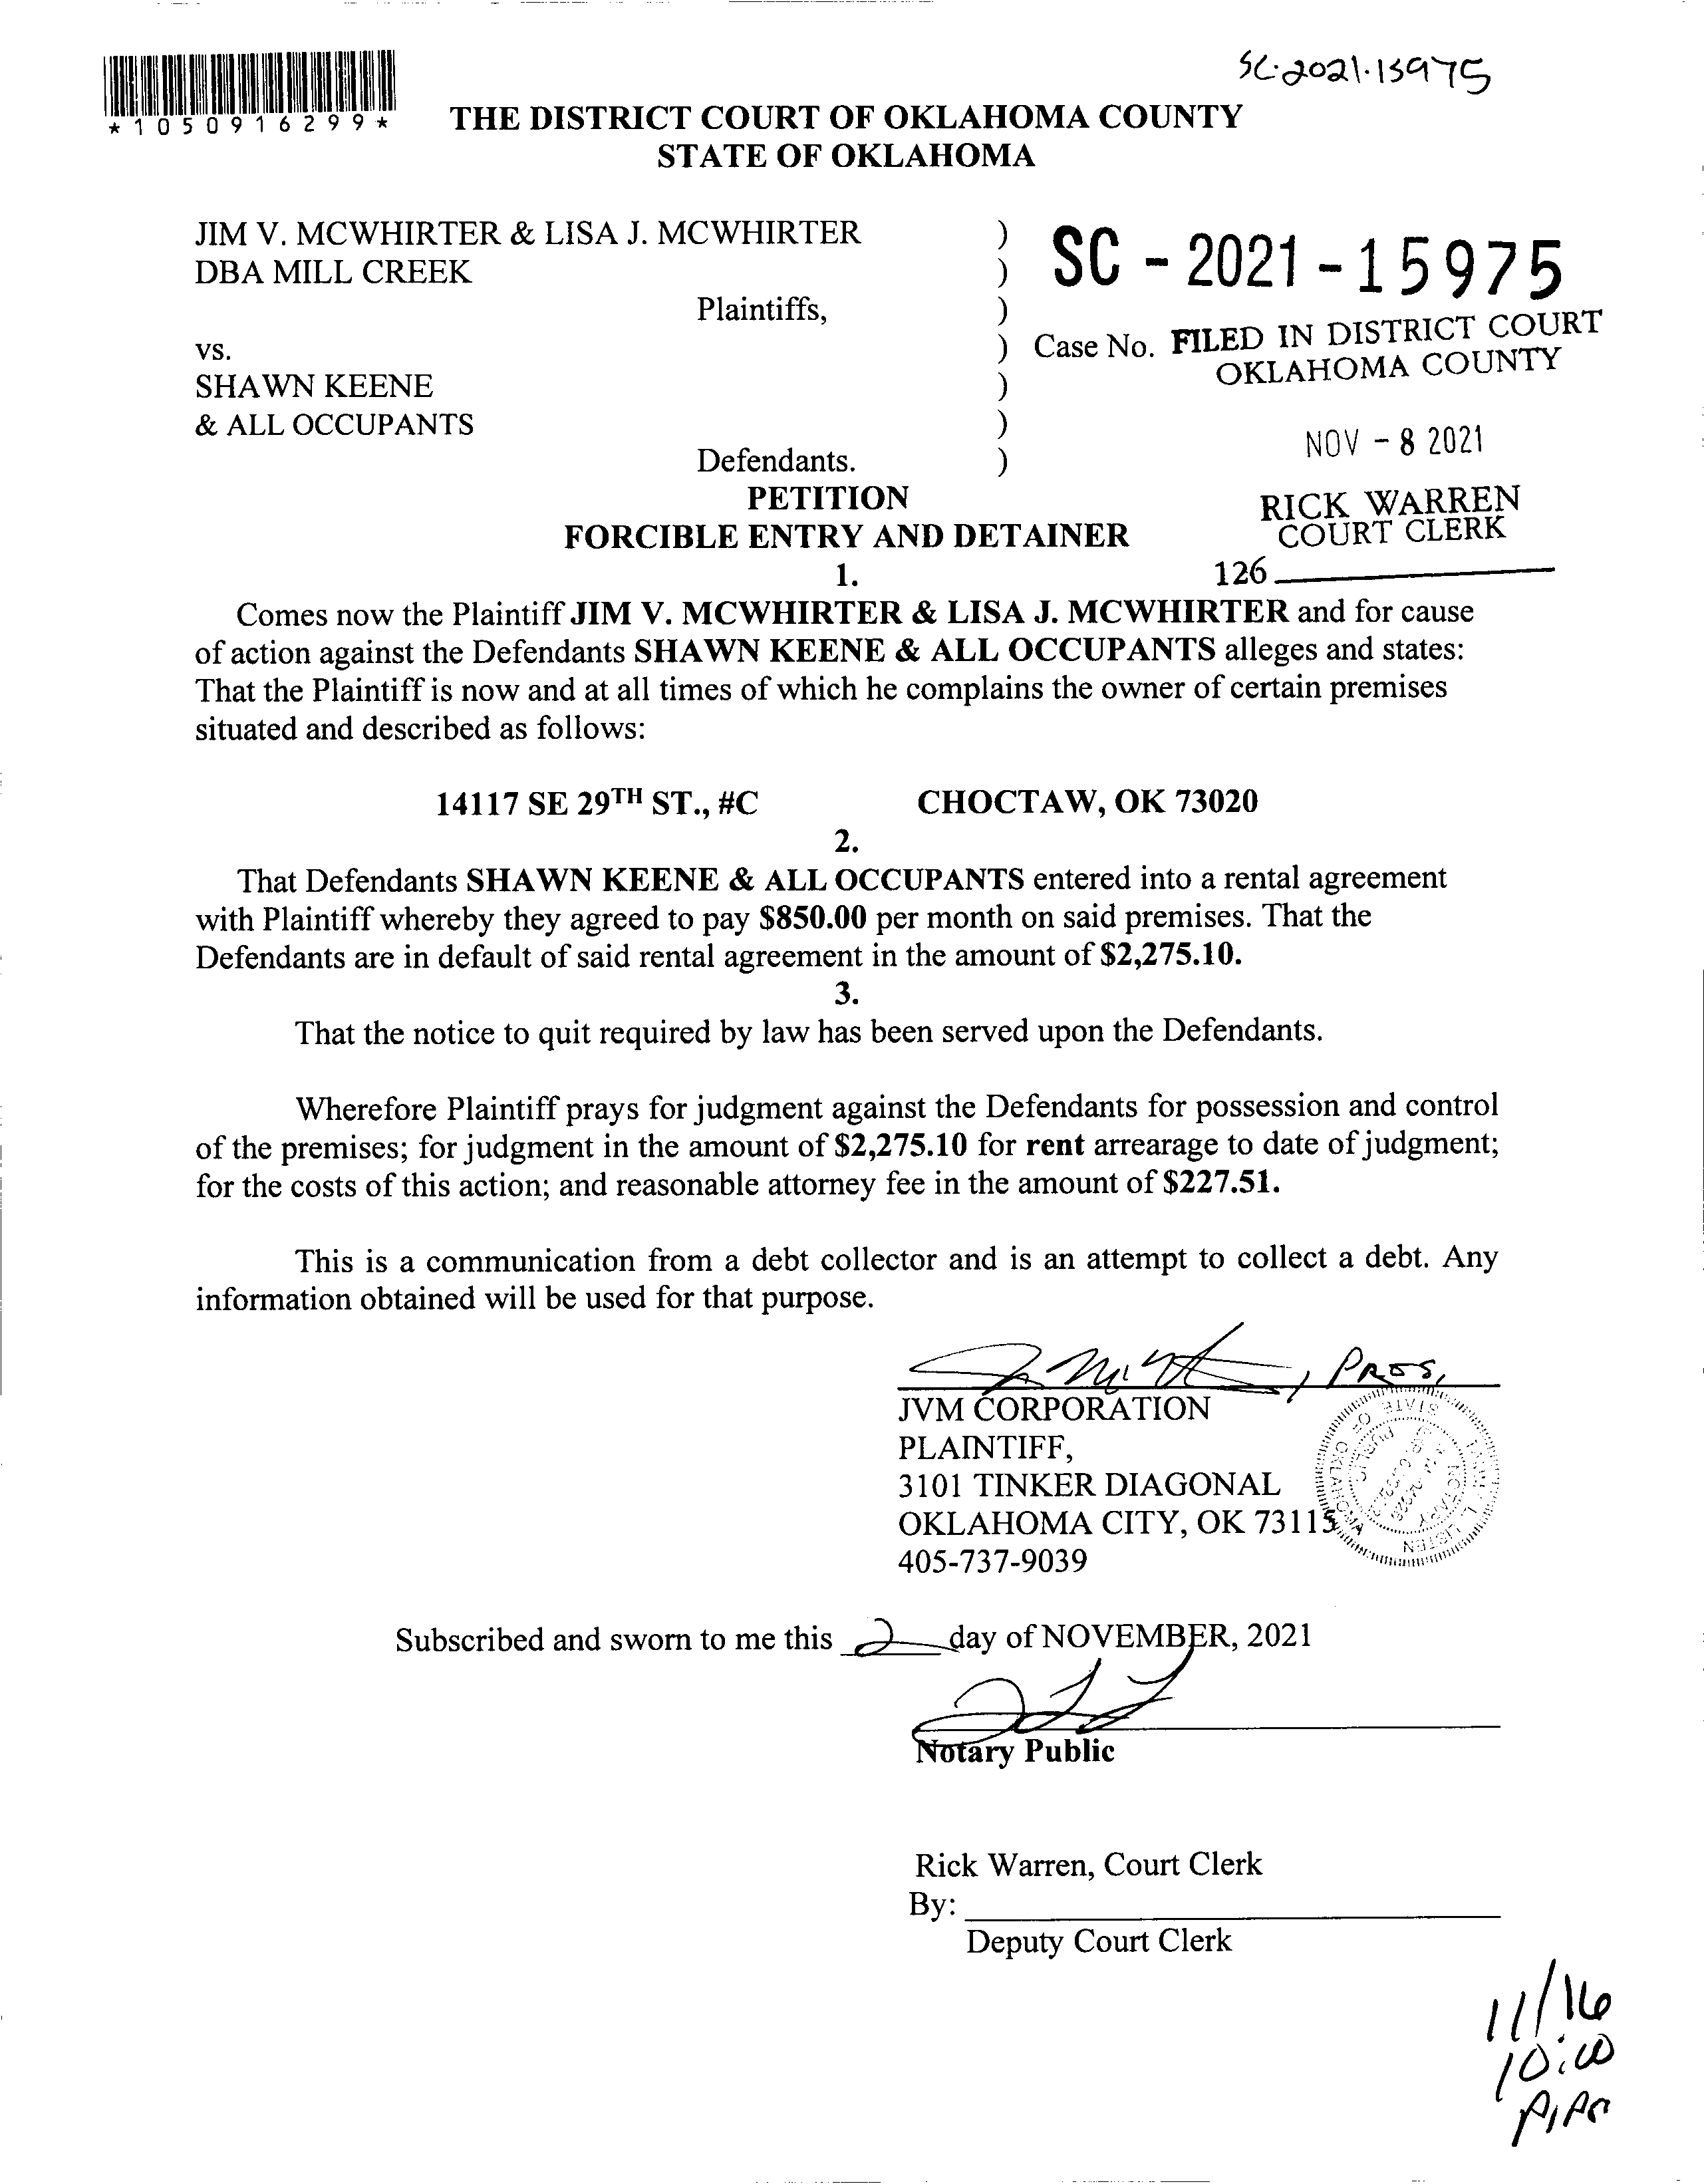 SC-2021-15975
*1050916299*
THE DISTRICT COURT OF OKLAHOMA COUNTY
STATE OF OKLAHOMA
JIM V. MCWHIRTER & LISA J. MCWHIRTER )
DBA MILL CREEK )
Plaintiffs, )
vs. )
SHAWN KEENE )
& ALL OCCUPANTS )
Defendants. )
SC - 2021 - 15975
Case No. FILED IN DISTRICT COURT
OKLAHOMA COUNTY
NOV - 8 2021
RICK WARREN
COURT CLERK
126
PETITION
FORCIBLE ENTRY AND DETAINER
1.
Comes now the Plaintiff JIM V. MCWHIRTER & LISA J. MCWHIRTER and for cause
of action against the Defendants SHAWN KEENE & ALL OCCUPANTS alleges and states:
That the Plaintiff is now and at all times of which he complains the owner of certain premises
situated and described as follows:
14117 SE 29TH ST., #C CHOCTAW, OK 73020
2.
That Defendants SHAWN KEENE & ALL OCCUPANTS entered into a rental agreement
with Plaintiff whereby they agreed to pay $850.00 per month on said premises. That the
Defendants are in default of said rental agreement in the amount of $2,275.10.
3.
That the notice to quit required by law has been served upon the Defendants.
Wherefore Plaintiff prays for judgment against the Defendants for possession and control
of the premises; for judgment in the amount of $2,275.10 for rent arrearage to date of judgment;
for the costs of this action; and reasonable attorney fee in the amount of $227.51.
This is a communication from a debt collector and is an attempt to collect a debt. Any
information obtained will be used for that purpose.
, PRES,
JVM CORPORATION
PLAINTIFF,
3101 TINKER DIAGONAL
OKLAHOMA CITY, OK 73115
405-737-9039
NOTARY PUBLIC
STATE OF OKLAHOMA
Subscribed and sworn to me this 2 day of NOVEMBER, 2021
Notary Public
Rick Warren, Court Clerk
By:
Deputy Court Clerk
11/16
10:00